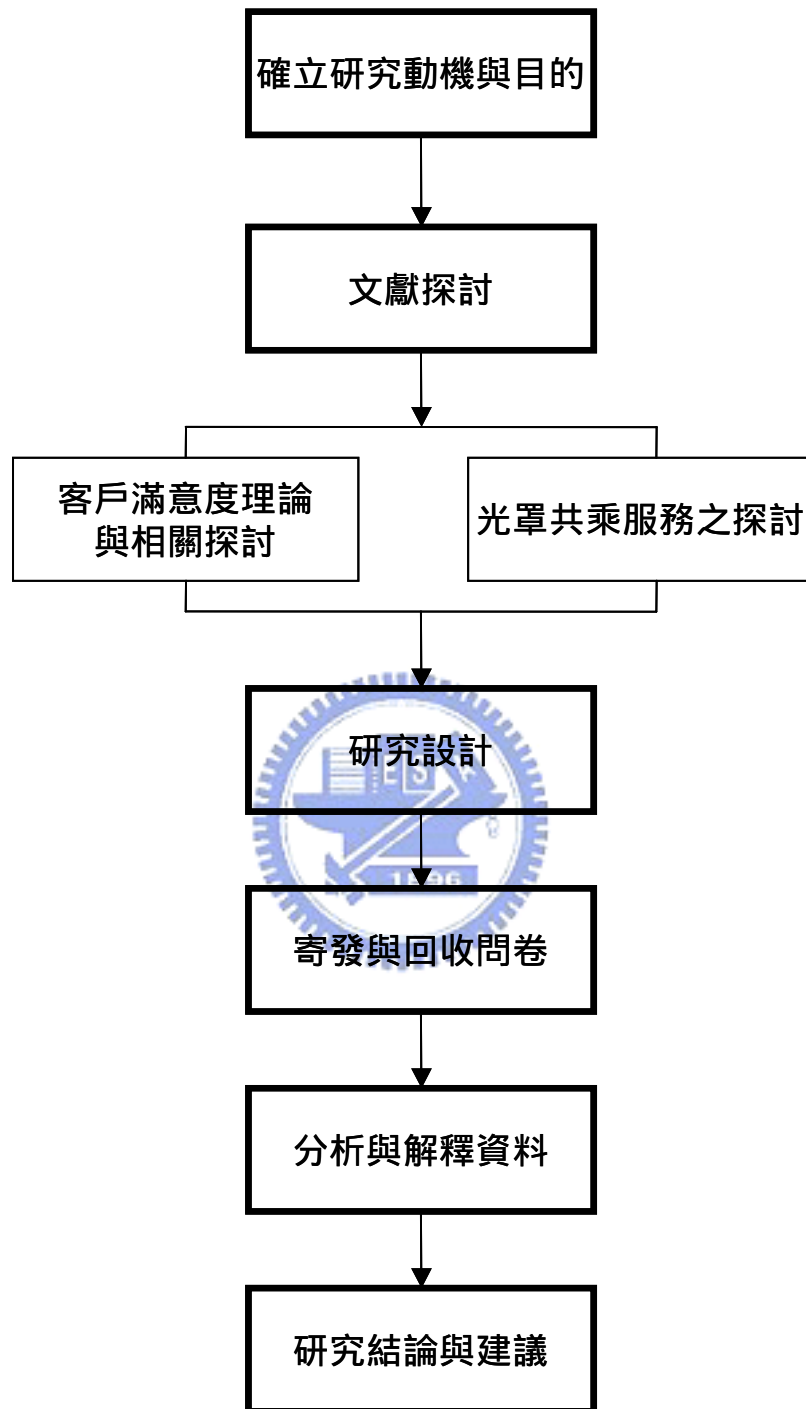 確立研究動機與目的
文獻探討
客戶滿意度理論
與相關探討
光罩共乘服務之探討
研究設計
E S
1896
寄發與回收問卷
分析與解釋資料
研究結論與建議